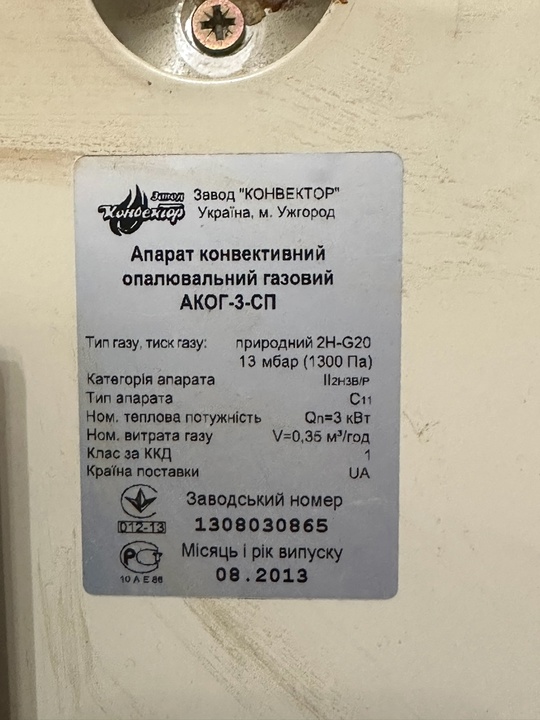 Завод
Конвектор
Завод "КОНВЕКТОР"
Україна, м. Ужгород
Апарат конвективний
опалювальний газовий
АКОГ-3-СП
Тип газу, тиск газу: природний 2H-G20
13 мбар (1300 Па)
Категорія апарата II2H3B/P
Тип апарата C11
Ном. теплова потужність Qn=3 кВт
Ном. витрата газу V=0,35 м³/год
Клас за ККД 1
Країна поставки UA
Заводський номер
D12-13 1308030865
Місяць і рік випуску
РСТ
10 А Е 86 08.2013